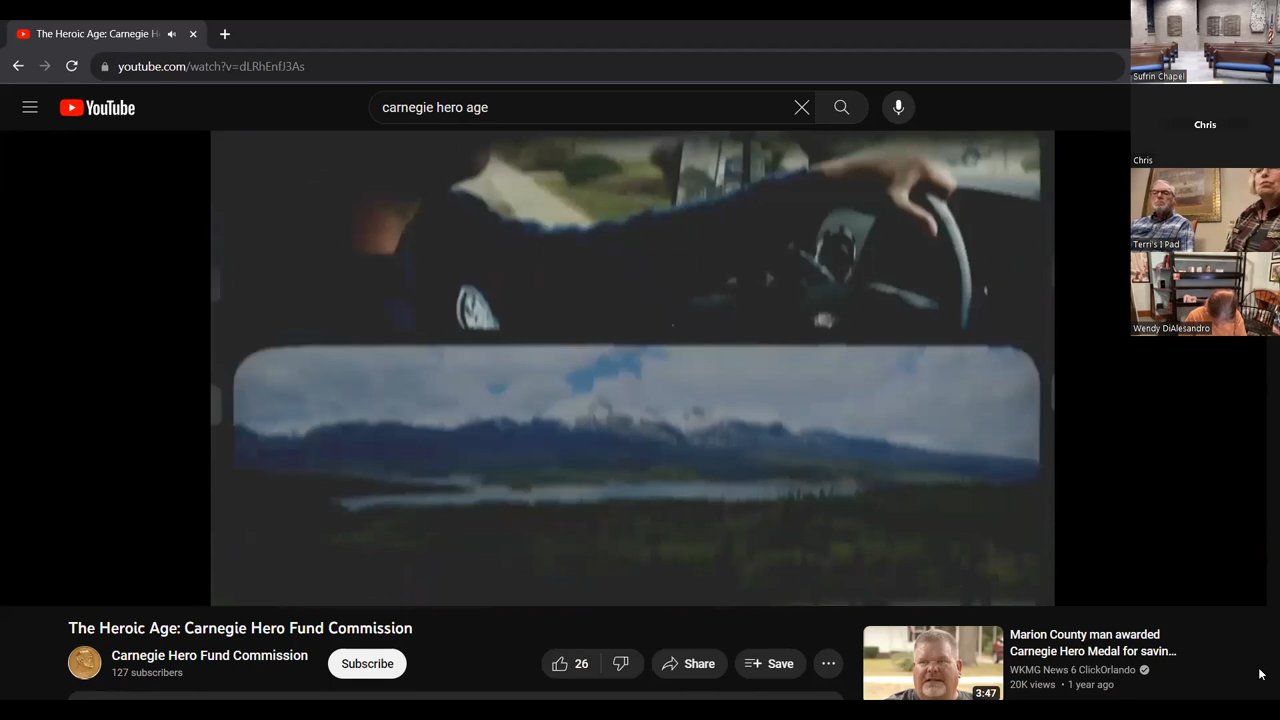 The Heroic Age: Carnegie H
youtube.com/watch?v=dLRhEnfJ3As
YouTube
carnegie hero age
Sufrin Chapel
Chris
Chris
Terri's I Pad
Wendy DiAlesandro
The Heroic Age: Carnegie Hero Fund Commission
Carnegie Hero Fund Commission
127 subscribers
Subscribe
26
Share
Save
3:47
Marion County man awarded
Carnegie Hero Medal for savin...
WKMG News 6 ClickOrlando
20K views • 1 year ago